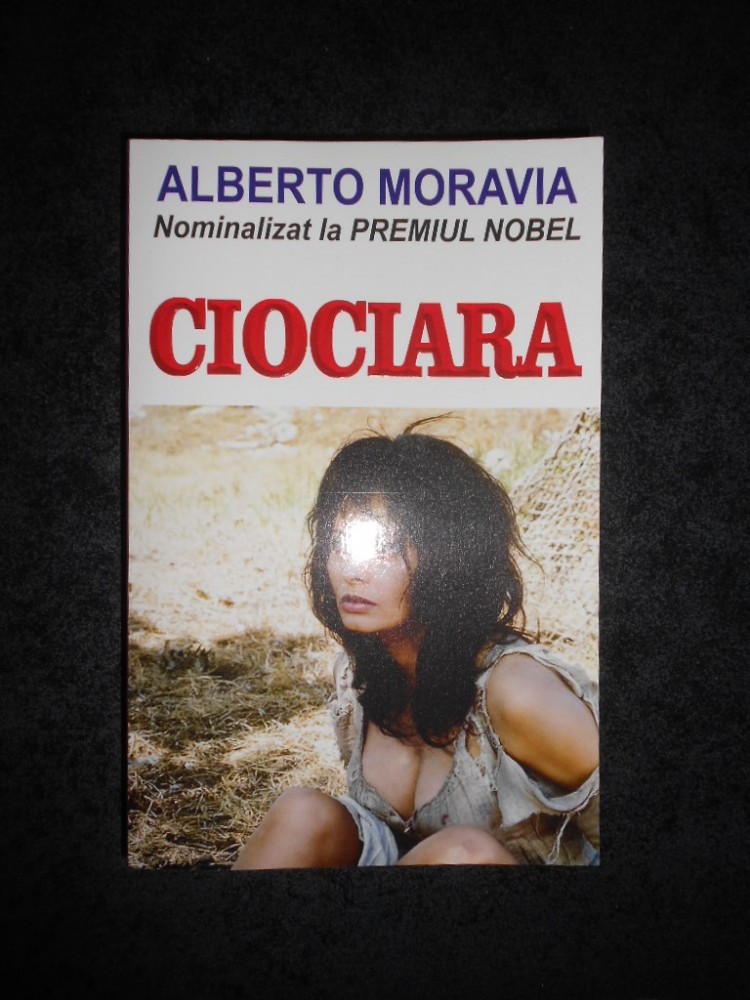 ALBERTO MORAVIA
Nominalizat la PREMIUL NOBEL
CIOCIARA